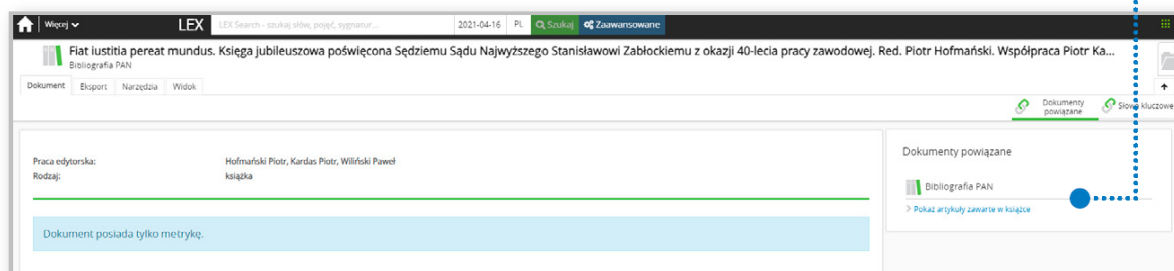 Więcej LEX LEX Search - szukaj słów, pojęć, sygnatur... 2021-04-16 PL Szukaj Zaawansowane
Fiat iustitia pereat mundus. Księga jubileuszowa poświęcona Sędziemu Sądu Najwyższego Stanisławowi Zabłockiemu z okazji 40-lecia pracy zawodowej. Red. Piotr Hofmański. Współpraca Piotr Ka...
Bibliografia PAN
Dokument Eksport Narzędzia Widok
Dokumenty powiązane Słowa kluczowe
Dokumenty powiązane
Praca edytorska: Hofmański Piotr, Kardas Piotr, Wiliński Paweł
Rodzaj: książka
Bibliografia PAN
> Pokaż artykuły zawarte w książce
Dokument posiada tylko metrykę.